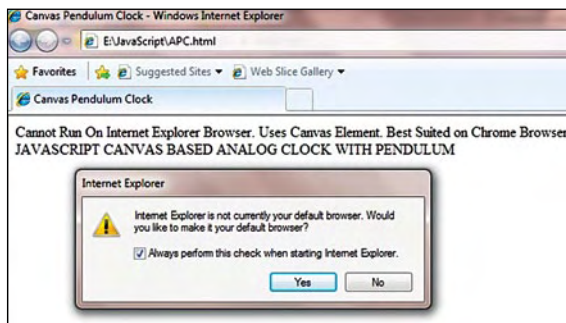 Canvas Pendulum Clock - Windows Internet Explorer
E:\JavaScript\APC.html
Favorites Suggested Sites Web Slice Gallery
Canvas Pendulum Clock
Cannot Run On Internet Explorer Browser. Uses Canvas Element. Best Suited on Chrome Browser
JAVASCRIPT CANVAS BASED ANALOG CLOCK WITH PENDULUM
Internet Explorer
Internet Explorer is not currently your default browser. Would
you like to make it your default browser?
Always perform this check when starting Internet Explorer.
Yes No